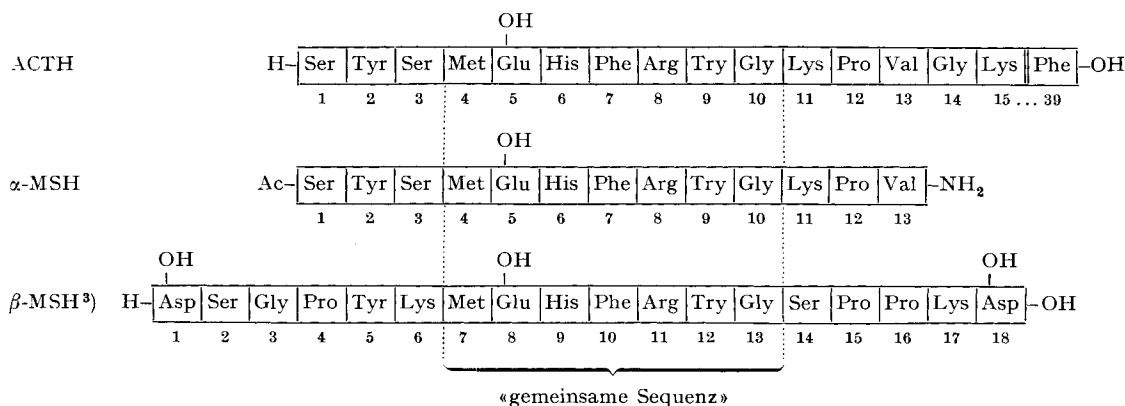 OH
ACTH H– Ser Tyr Ser Met Glu His Phe Arg Try Gly Lys Pro Val Gly Lys Phe –OH
1 2 3 4 5 6 7 8 9 10 11 12 13 14 15 ... 39
OH
α-MSH Ac– Ser Tyr Ser Met Glu His Phe Arg Try Gly Lys Pro Val –NH₂
1 2 3 4 5 6 7 8 9 10 11 12 13
OH OH OH
β-MSH³) H– Asp Ser Gly Pro Tyr Lys Met Glu His Phe Arg Try Gly Ser Pro Pro Lys Asp –OH
1 2 3 4 5 6 7 8 9 10 11 12 13 14 15 16 17 18
«gemeinsame Sequenz»